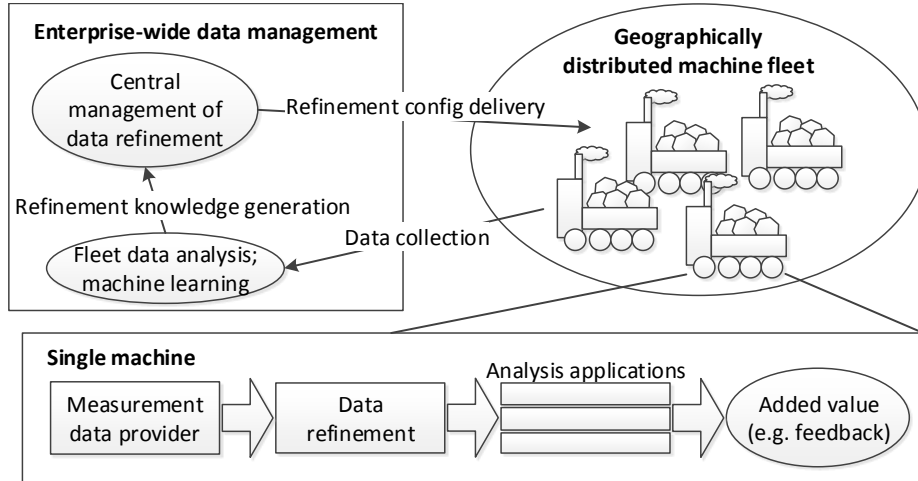 Enterprise-wide data management
Central
management of
data refinement
Refinement knowledge generation
Fleet data analysis;
machine learning
Refinement config delivery
Data collection
Geographically
distributed machine fleet
Single machine
Measurement
data provider
Data
refinement
Analysis applications
Added value
(e.g. feedback)